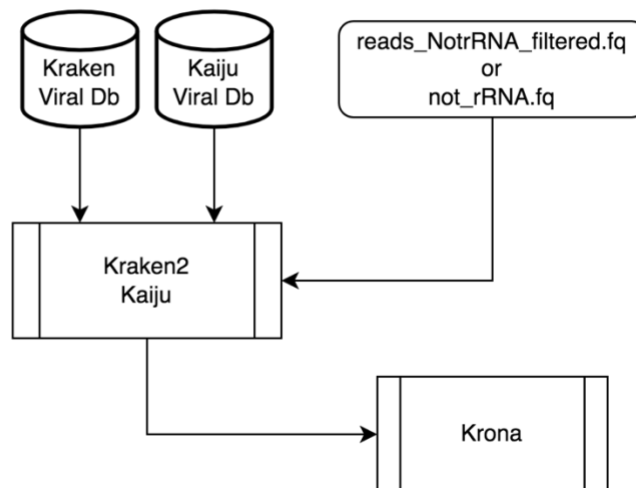 Kraken
Viral Db
Kaiju
Viral Db
reads_NotrRNA_filtered.fq
or
not_rRNA.fq
Kraken2
Kaiju
Krona